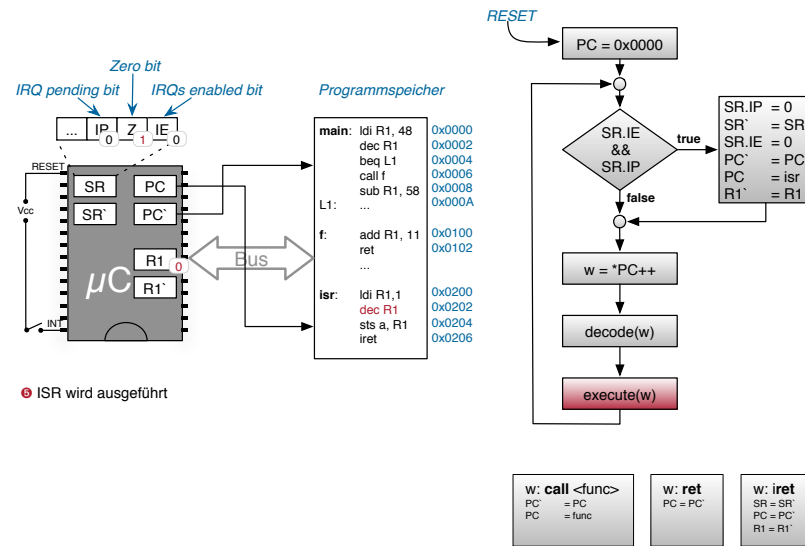 RESET
Zero bit
IRQ pending bit
IRQs enabled bit
Programmspeicher
... IP Z IE
0 1 0
RESET
SR PC
SR` PC`
Vcc
R1
0
µC
R1`
INT
Bus
main: ldi R1, 48 0x0000
dec R1 0x0002
beq L1 0x0004
call f 0x0006
sub R1, 58 0x0008
L1: ... 0x000A
f: add R1, 11 0x0100
ret 0x0102
...
isr: ldi R1,1 0x0200
dec R1 0x0202
sts a, R1 0x0204
iret 0x0206
❺ ISR wird ausgeführt
PC = 0x0000
SR.IE
&&
SR.IP
true
false
SR.IP = 0
SR` = SR
SR.IE = 0
PC` = PC
PC = isr
R1` = R1
w = *PC++
decode(w)
execute(w)
w: call <func>
PC` = PC
PC = func
w: ret
PC = PC`
w: iret
SR = SR`
PC = PC`
R1 = R1`